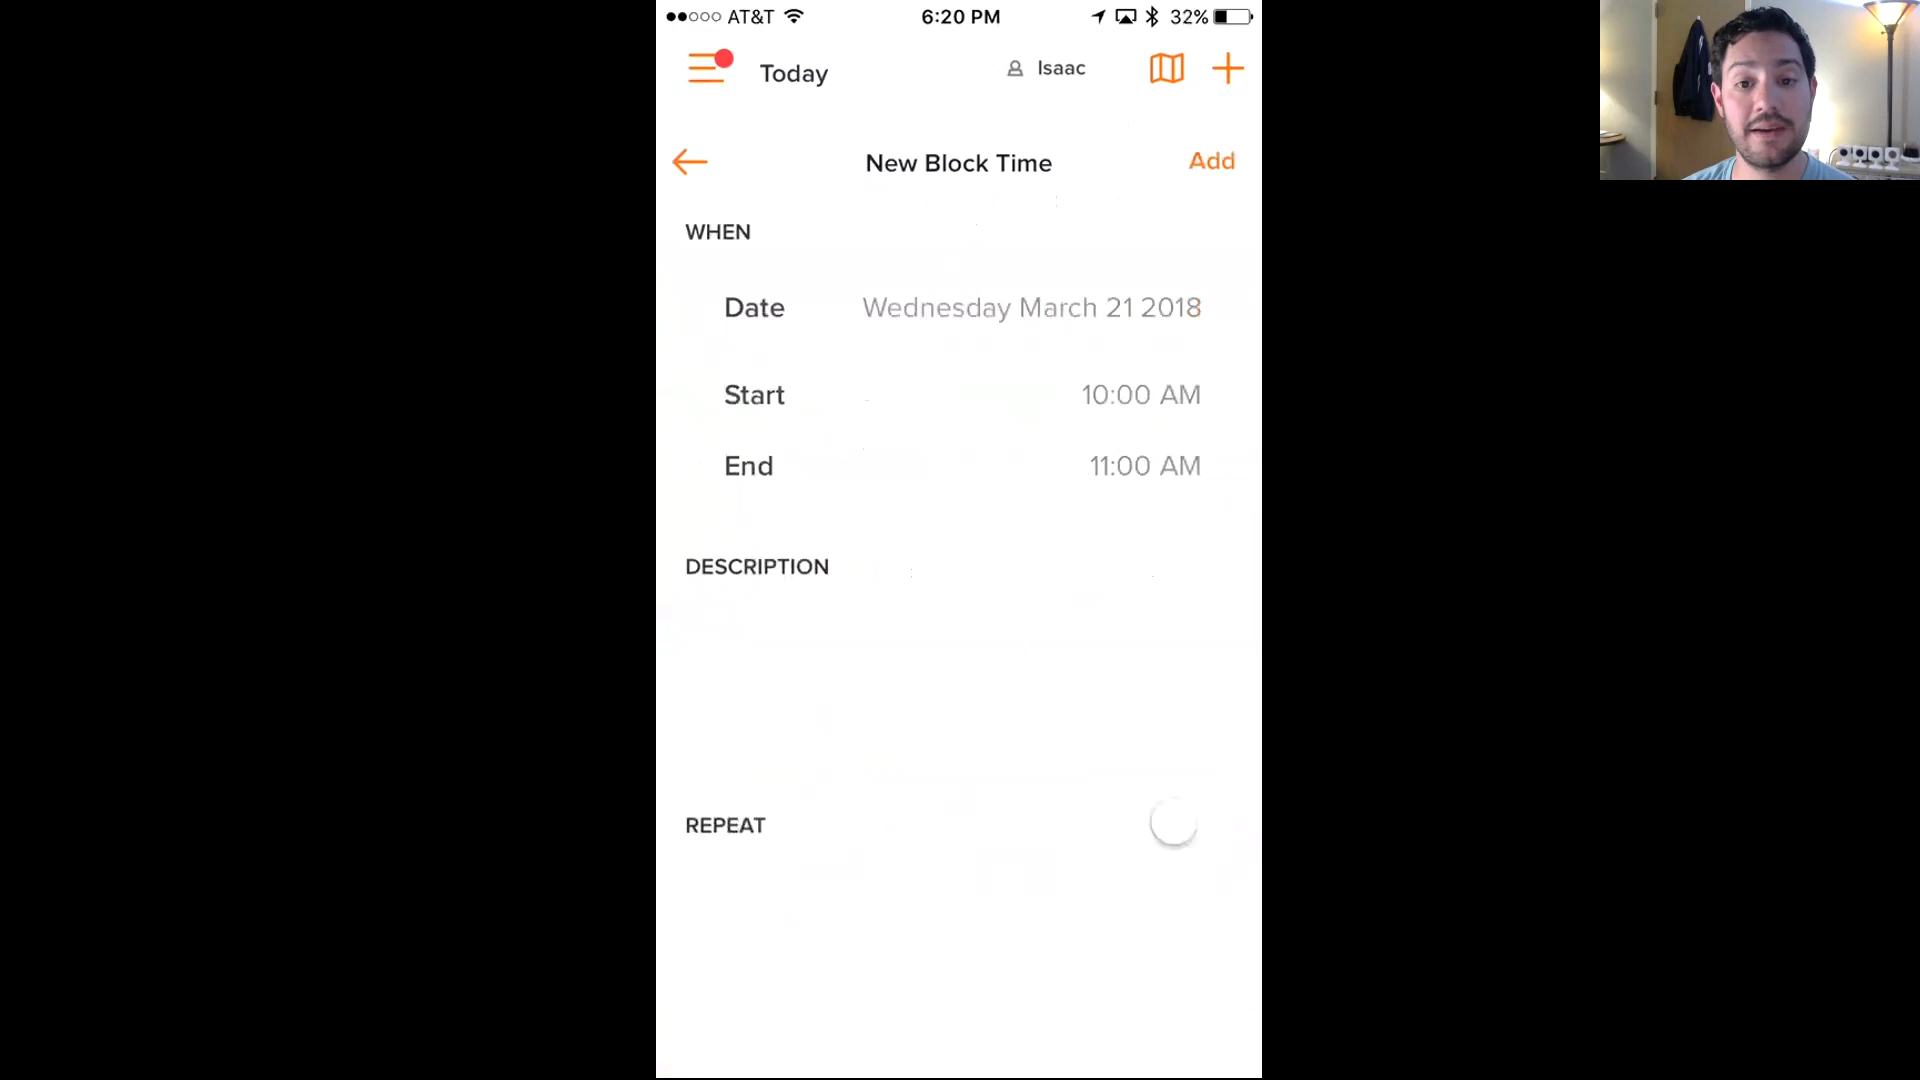 AT&T 6:20 PM 32%
Today Isaac
New Block Time Add
WHEN
Date Wednesday March 21 2018
Start 10:00 AM
End 11:00 AM
DESCRIPTION
REPEAT